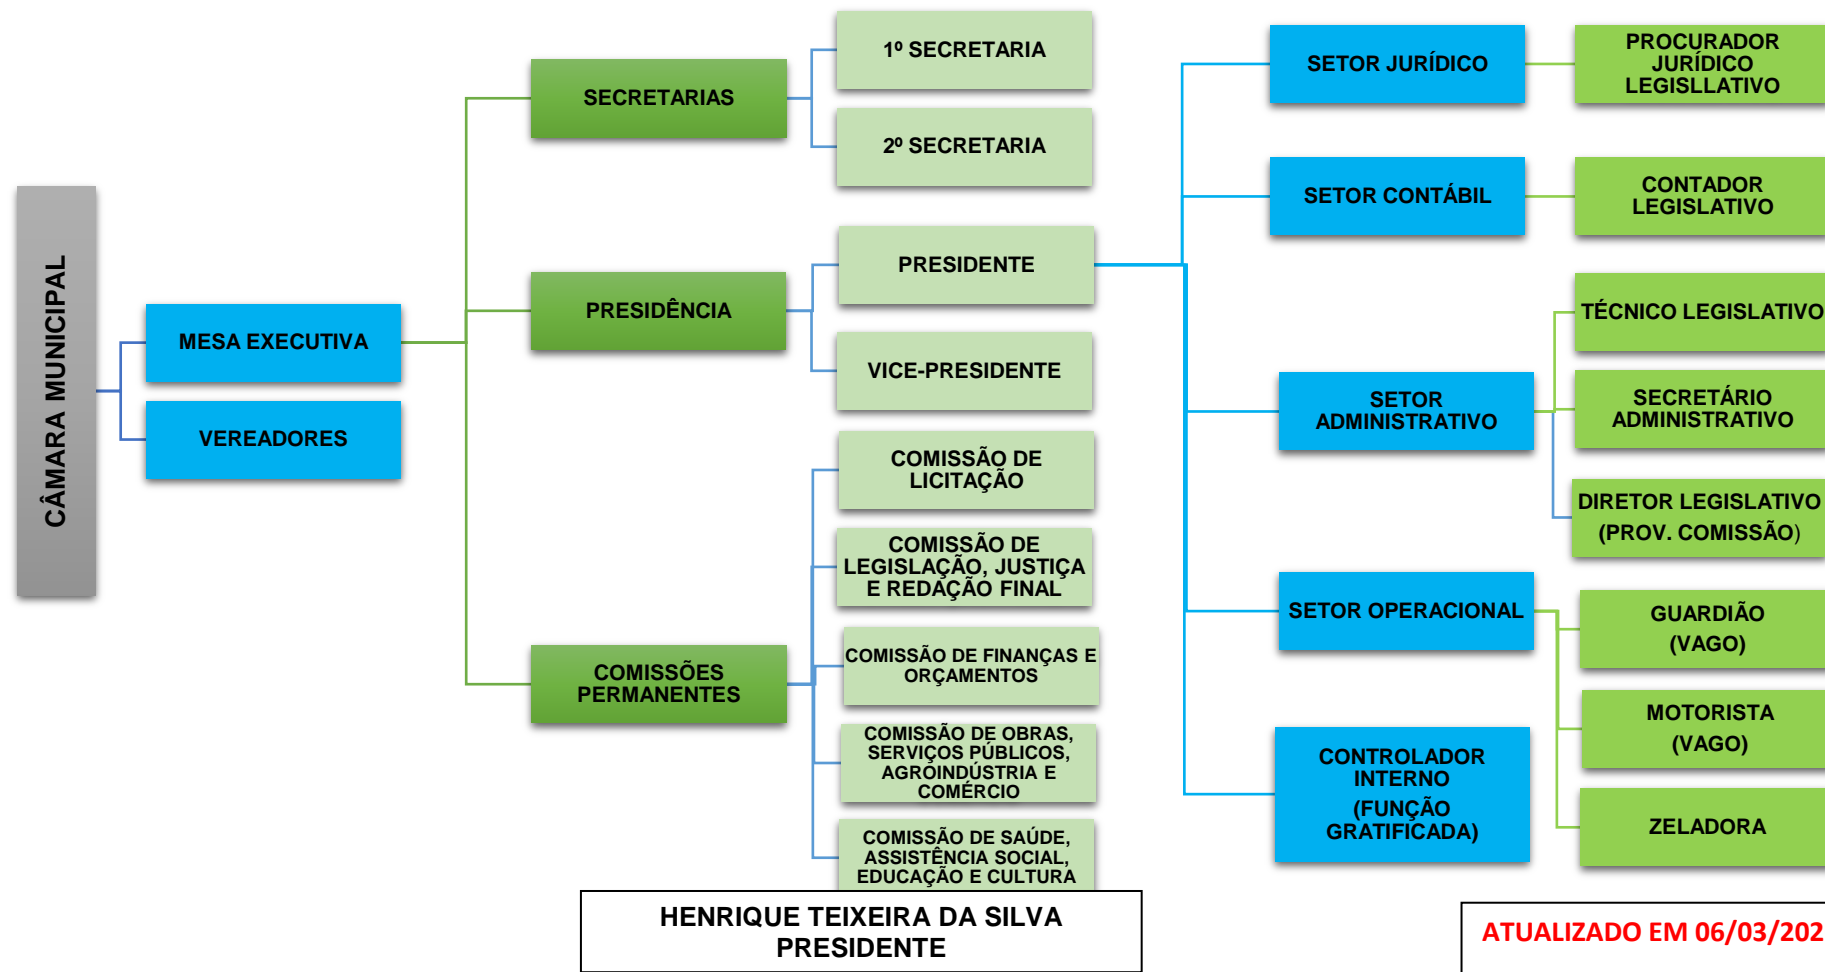 CÂMARA MUNICIPAL
MESA EXECUTIVA
VEREADORES
SECRETARIAS
PRESIDÊNCIA
COMISSÕES
PERMANENTES
1º SECRETARIA
2º SECRETARIA
PRESIDENTE
VICE-PRESIDENTE
COMISSÃO DE
LICITAÇÃO
COMISSÃO DE
LEGISLAÇÃO, JUSTIÇA
E REDAÇÃO FINAL
COMISSÃO DE FINANÇAS E
ORÇAMENTOS
COMISSÃO DE OBRAS,
SERVIÇOS PÚBLICOS,
AGROINDÚSTRIA E
COMÉRCIO
COMISSÃO DE SAÚDE,
ASSISTÊNCIA SOCIAL,
EDUCAÇÃO E CULTURA
SETOR JURÍDICO
SETOR CONTÁBIL
SETOR
ADMINISTRATIVO
SETOR OPERACIONAL
CONTROLADOR
INTERNO
(FUNÇÃO
GRATIFICADA)
PROCURADOR
JURÍDICO
LEGISLLATIVO
CONTADOR
LEGISLATIVO
TÉCNICO LEGISLATIVO
SECRETÁRIO
ADMINISTRATIVO
DIRETOR LEGISLATIVO
(PROV. COMISSÃO)
GUARDIÃO
(VAGO)
MOTORISTA
(VAGO)
ZELADORA
HENRIQUE TEIXEIRA DA SILVA
PRESIDENTE
ATUALIZADO EM 06/03/202